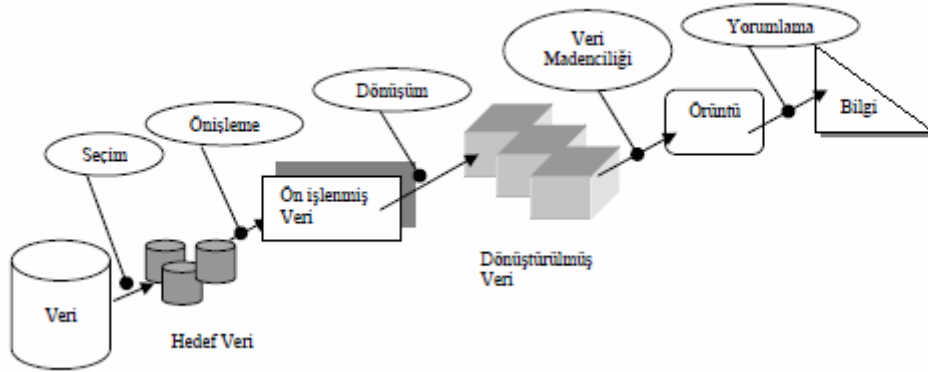 Veri
Seçim
Hedef Veri
Önişleme
Ön işlenmiş
Veri
Dönüşüm
Dönüştürülmüş
Veri
Veri
Madenciliği
Örüntü
Yorumlama
Bilgi